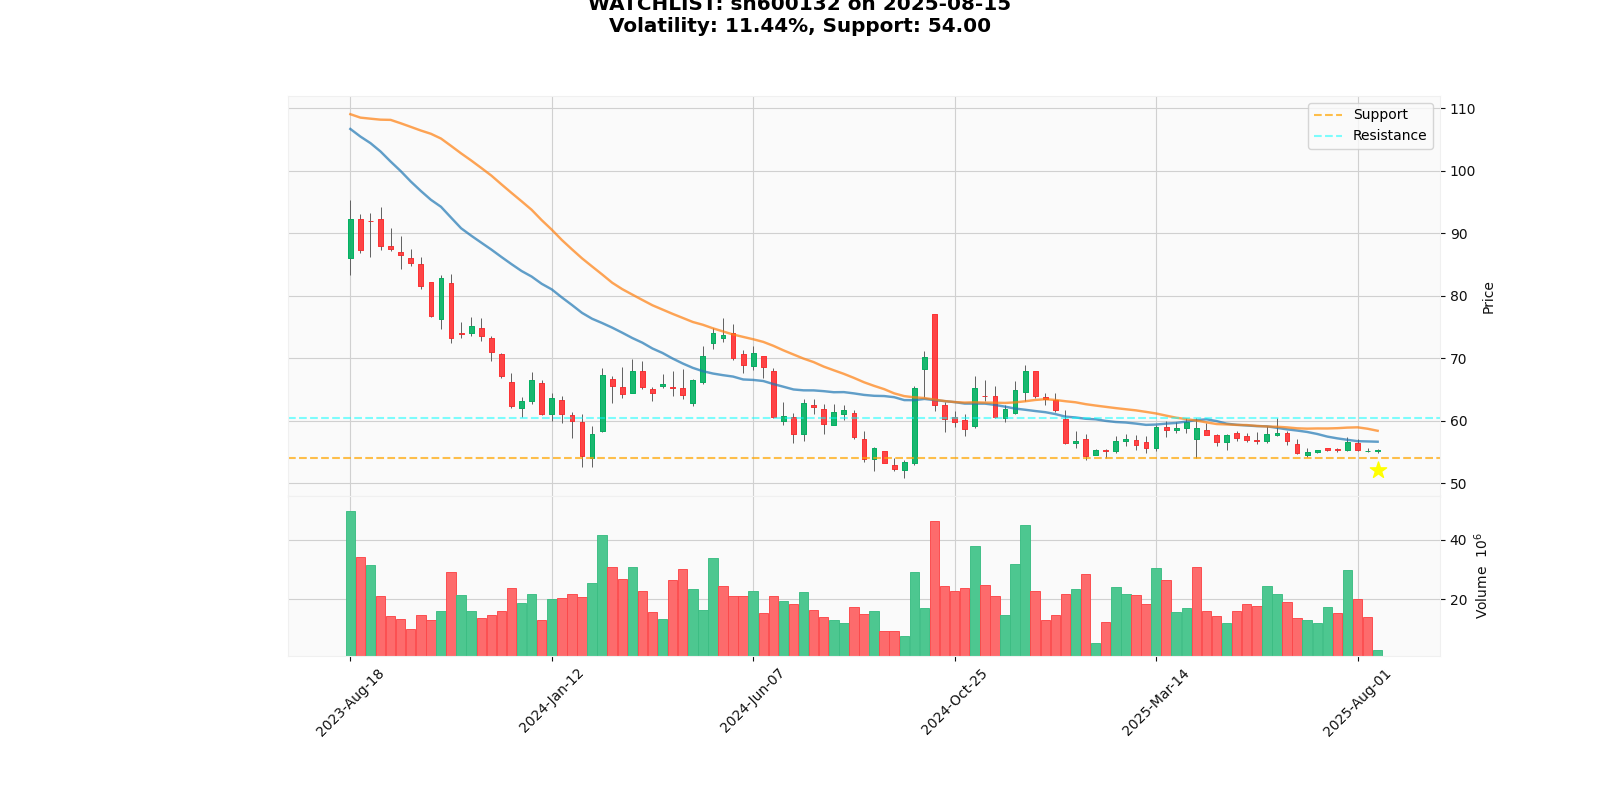 WATCHLIST: sh600132 on 2025-08-15
Volatility: 11.44%, Support: 54.00
Support
Resistance
110
100
90
80
70
60
50
Price
40
20
Volume 10^6
2023-Aug-18
2024-Jan-12
2024-Jun-07
2024-Oct-25
2025-Mar-14
2025-Aug-01